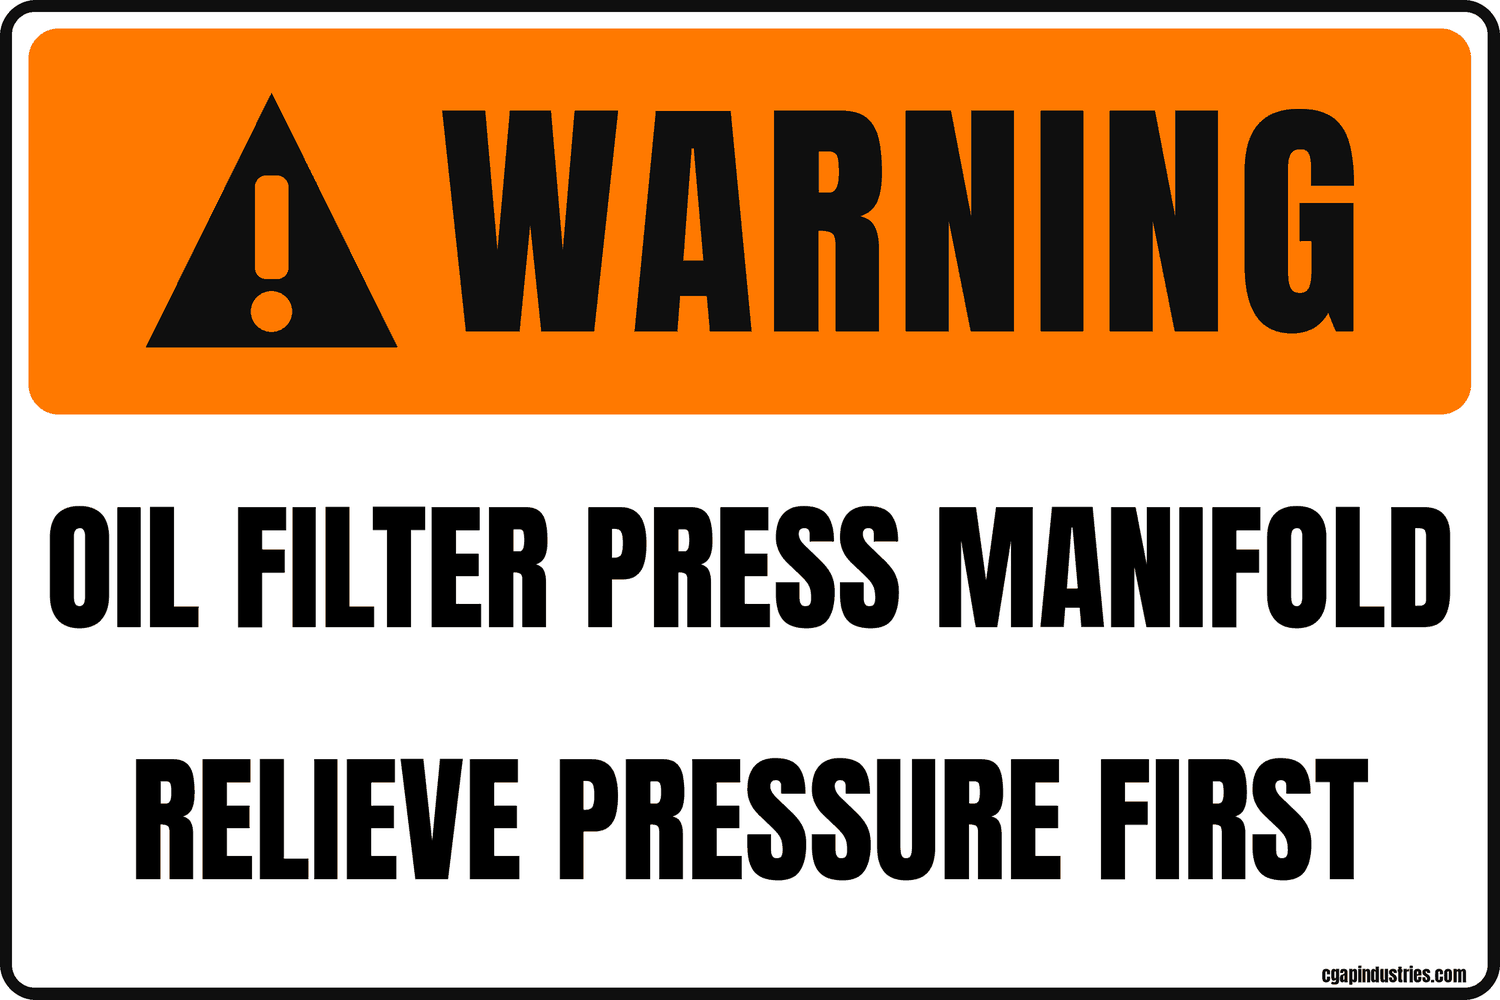 WARNING
OIL FILTER PRESS MANIFOLD
RELIEVE PRESSURE FIRST
cgapindustries.com